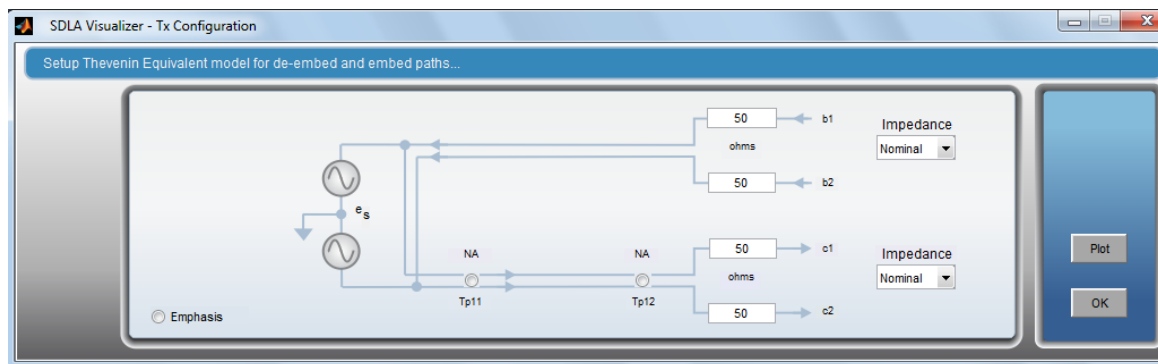 SDLA Visualizer - Tx Configuration
Setup Thevenin Equivalent model for de-embed and embed paths...
50
b1
ohms
Impedance
Nominal
50
b2
es
NA
NA
50
c1
ohms
Impedance
Nominal
Tp11
Tp12
50
c2
Emphasis
Plot
OK